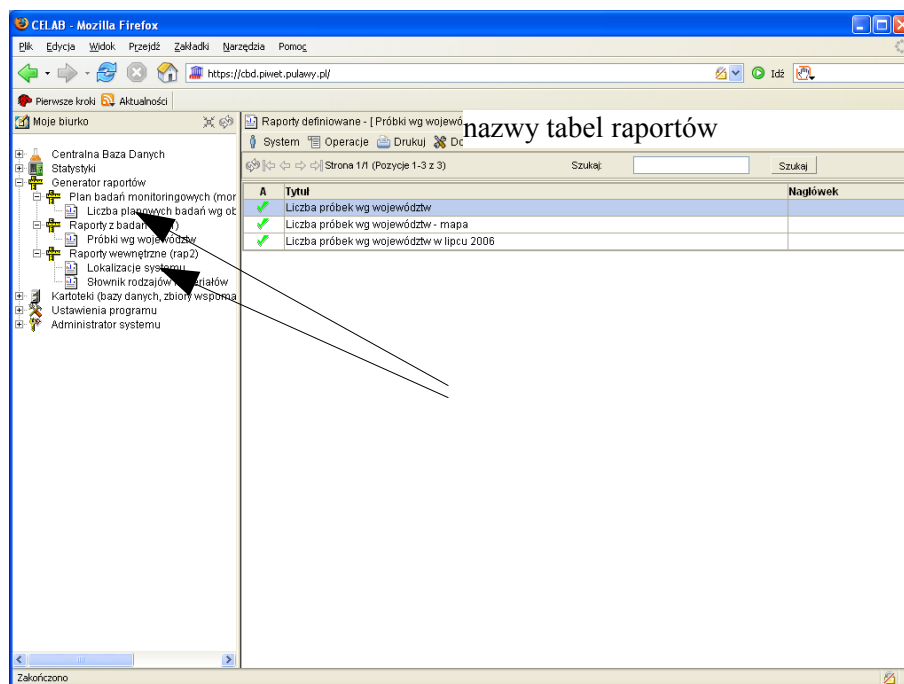 CELAB - Mozilla Firefox
Plik Edycja Widok Przejdź Zakładki Narzędzia Pomoc
https://cbd.piwet.pulawy.pl/ Idź
Pierwsze kroki Aktualności
Moje biurko
Centralna Baza Danych
Statystyki
Generator raportów
Plan badań monitoringowych (mor
Liczba planowych badań wg ot
Raporty z badań
Próbki wg województw
Raporty wewnętrzne (rap2)
Lokalizacje systemu
Słownik rodzajów
Kartoteki (bazy danych, zbiory wspoma
Ustawienia programu
Administrator systemu
Raporty definiowane - [ Próbki wg wojewó
nazwy tabel raportów
System Operacje Drukuj Do
Strona 1/1 (Pozycje 1-3 z 3) Szukaj: Szukaj
A Tytuł Nagłówek
Liczba próbek wg województw
Liczba próbek wg województw - mapa
Liczba próbek wg województw w lipcu 2006
Zakończono